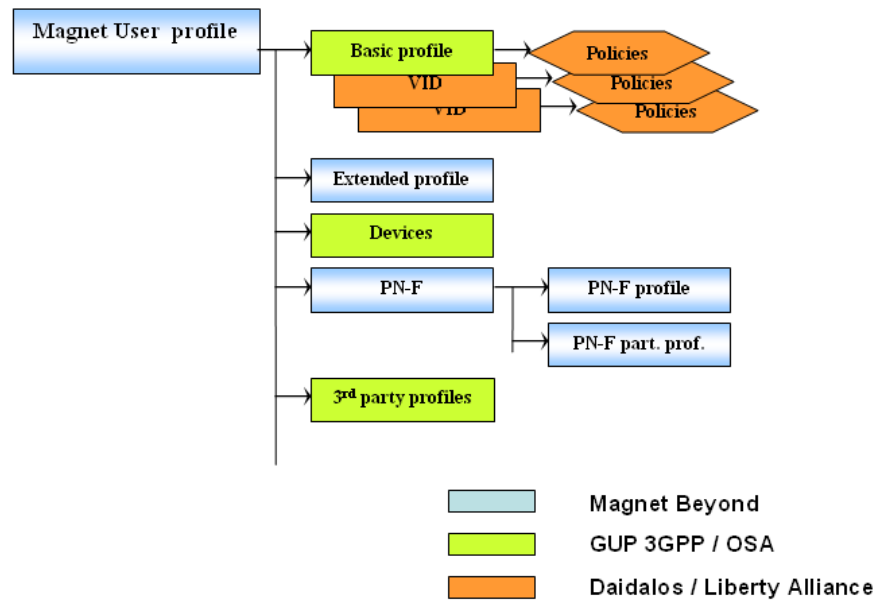 Magnet User profile
Basic profile
Policies
VID
Policies
VID
Policies
Extended profile
Devices
PN-F
PN-F profile
PN-F part. prof.
3rd party profiles
Magnet Beyond
GUP 3GPP / OSA
Daidalos / Liberty Alliance